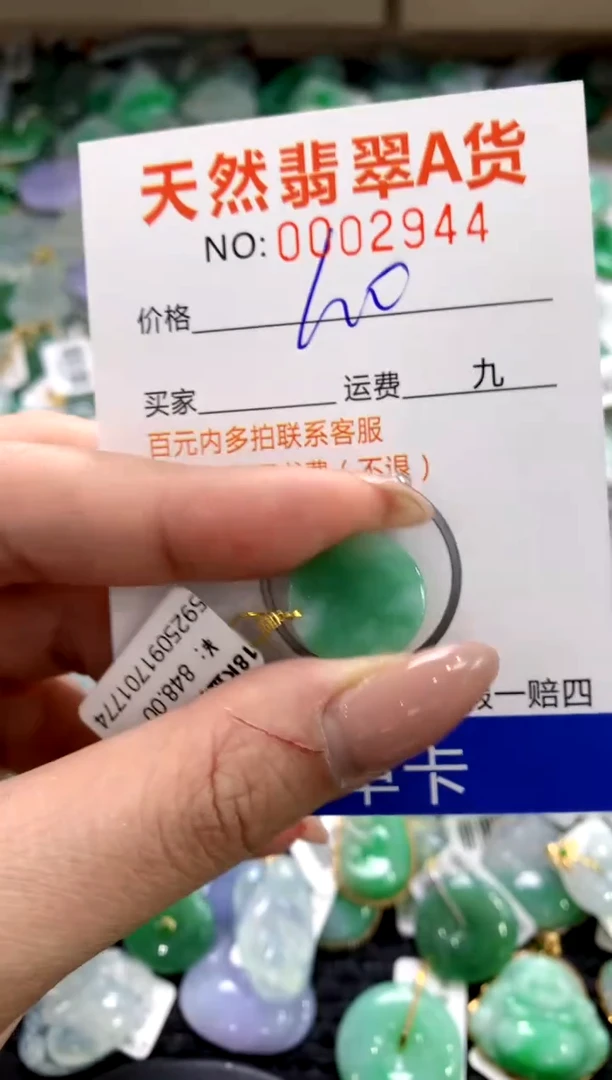 天然翡翠A货
NO: 0002944
价格
买家 运费 九
百元内多拍联系客服
费（不退）
一赔四
卡
5925091701774
￥: 848.00
18K